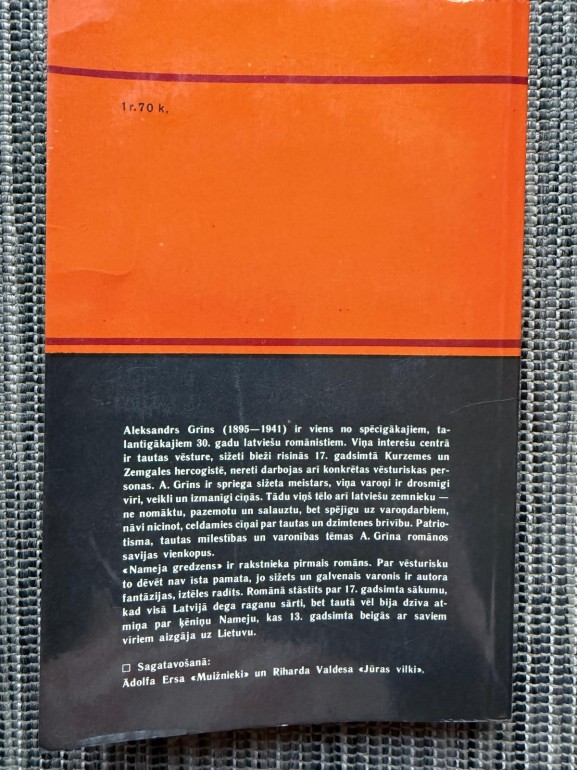 1 r. 70 k.
Aleksandrs Grīns (1895—1941) ir viens no spēcīgākajiem, ta-
lantīgākajiem 30. gadu latviešu romānistiem. Viņa interešu centrā
ir tautas vēsture, sižeti bieži risinās 17. gadsimtā Kurzemes un
Zemgales hercogistē, nereti darbojas arī konkrētas vēsturiskas per-
sonas. A. Grīns ir spriega sižeta meistars, viņa varoņi ir drosmīgi
vīri, veikli un izmanīgi cīņās. Tādu viņš tēlo arī latviešu zemnieku —
ne nomāktu, pazemotu un salauztu, bet spējīgu uz varoņdarbiem,
nāvi nicinot, celdamies cīņai par tautas un dzimtenes brīvību. Patrio-
tisma, tautas mīlestības un varonības tēmas A. Grīna romānos
savijas vienkopus.
«Nameja gredzens» ir rakstnieka pirmais romāns. Par vēsturisku
to dēvēt nav īsta pamata, jo sižets un galvenais varonis ir autora
fantāzijas, iztēles radīts. Romānā stāstīts par 17. gadsimta sākumu,
kad visā Latvijā dega raganu sārti, bet tautā vēl bija dzīva at-
miņa par ķēniņu Nameju, kas 13. gadsimta beigās ar saviem
vīriem aizgāja uz Lietuvu.
□ Sagatavošanā:
Ādolfa Ersa «Muižnieki» un Riharda Valdesa «Jūras vilki».